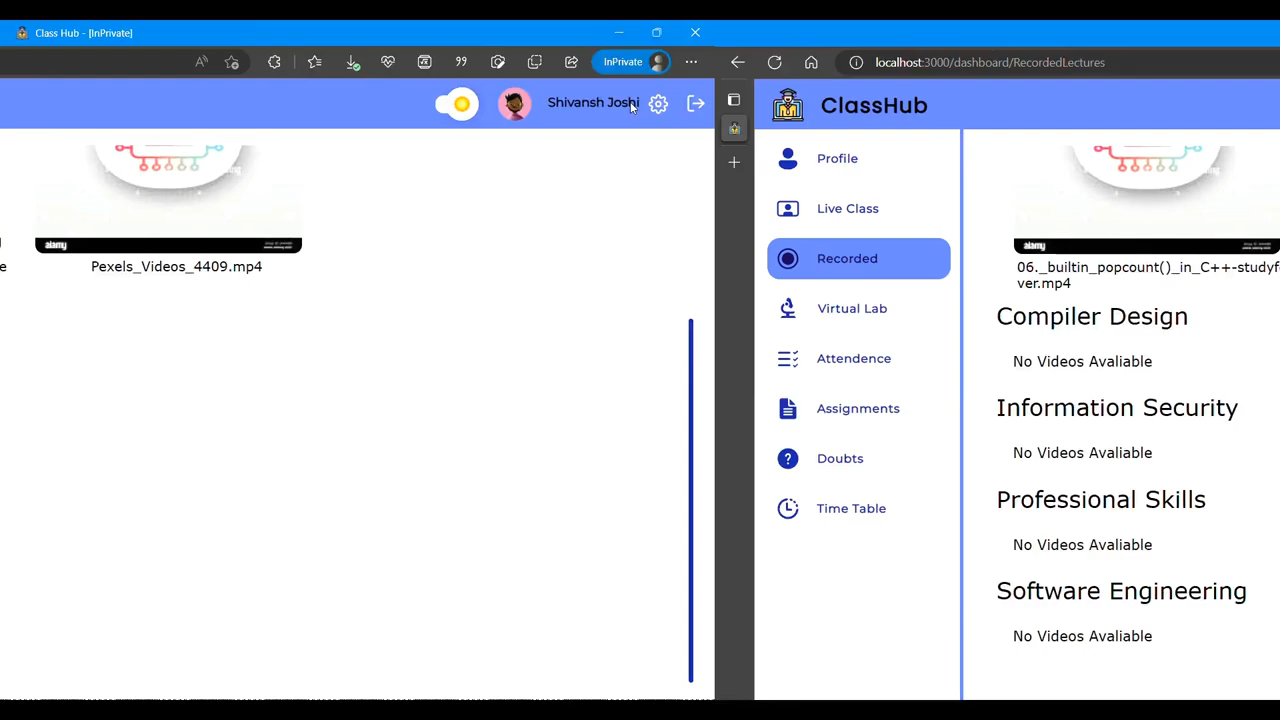 Class Hub - [InPrivate]
InPrivate
localhost:3000/dashboard/RecordedLectures
Shivansh Joshi
ClassHub
alamy
Pexels_Videos_4409.mp4
e
Profile
Live Class
Recorded
Virtual Lab
Attendence
Assignments
Doubts
Time Table
alamy
06._builtin_popcount()_in_C++-studyf
ver.mp4
Compiler Design
No Videos Avaliable
Information Security
No Videos Avaliable
Professional Skills
No Videos Avaliable
Software Engineering
No Videos Avaliable